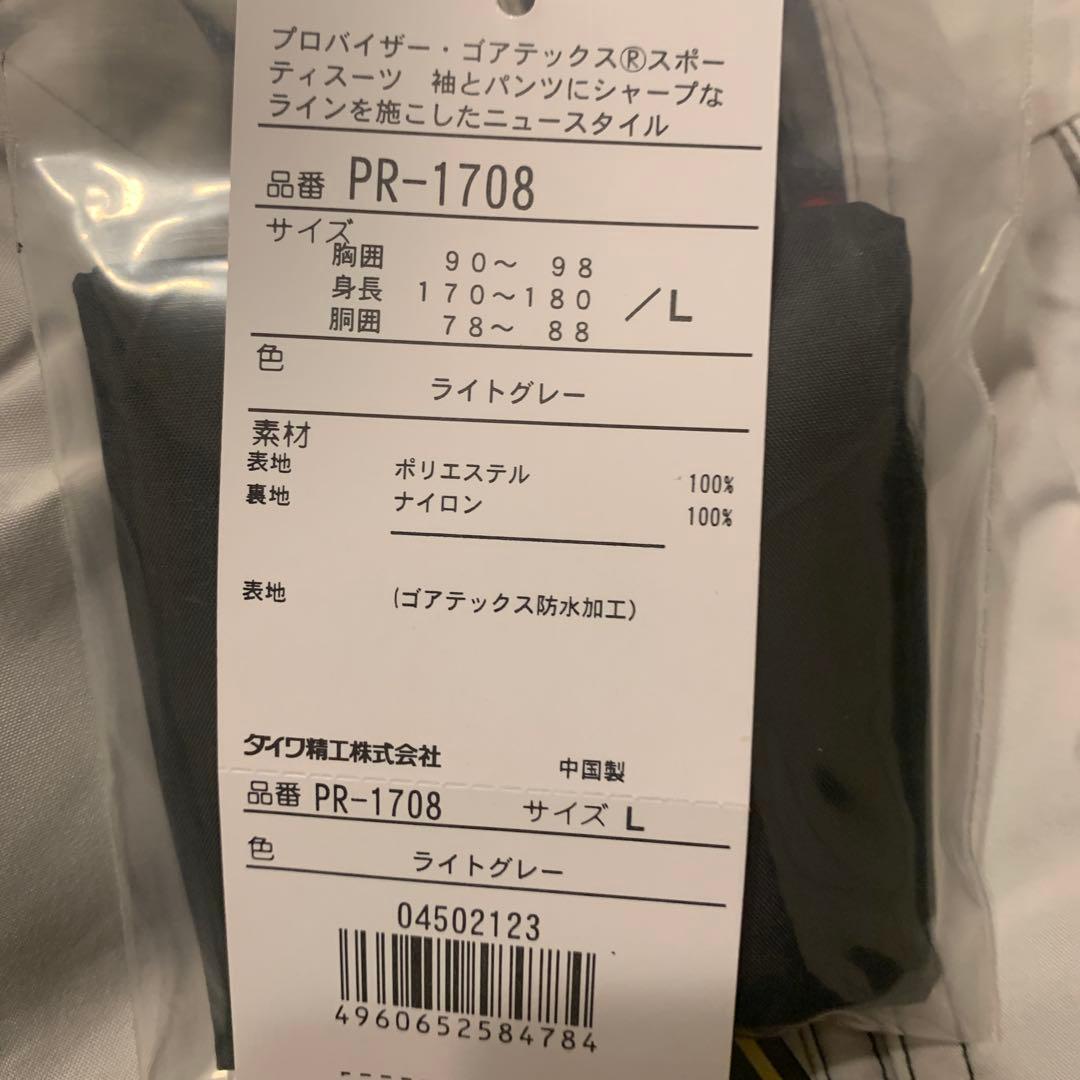 プロバイザー・ゴアテックス®スポー
ティスーツ 袖とパンツにシャープな
ラインを施こしたニュースタイル
品番 PR-1708
サイズ
胸囲 90～ 98
身長 170～180 ／L
胴囲 78～ 88
色
ライトグレー
素材
表地 ポリエステル 100%
裏地 ナイロン 100%
表地 (ゴアテックス防水加工)
ダイワ精工株式会社 中国製
品番 PR-1708 サイズ L
色 ライトグレー
04502123
4960652584784